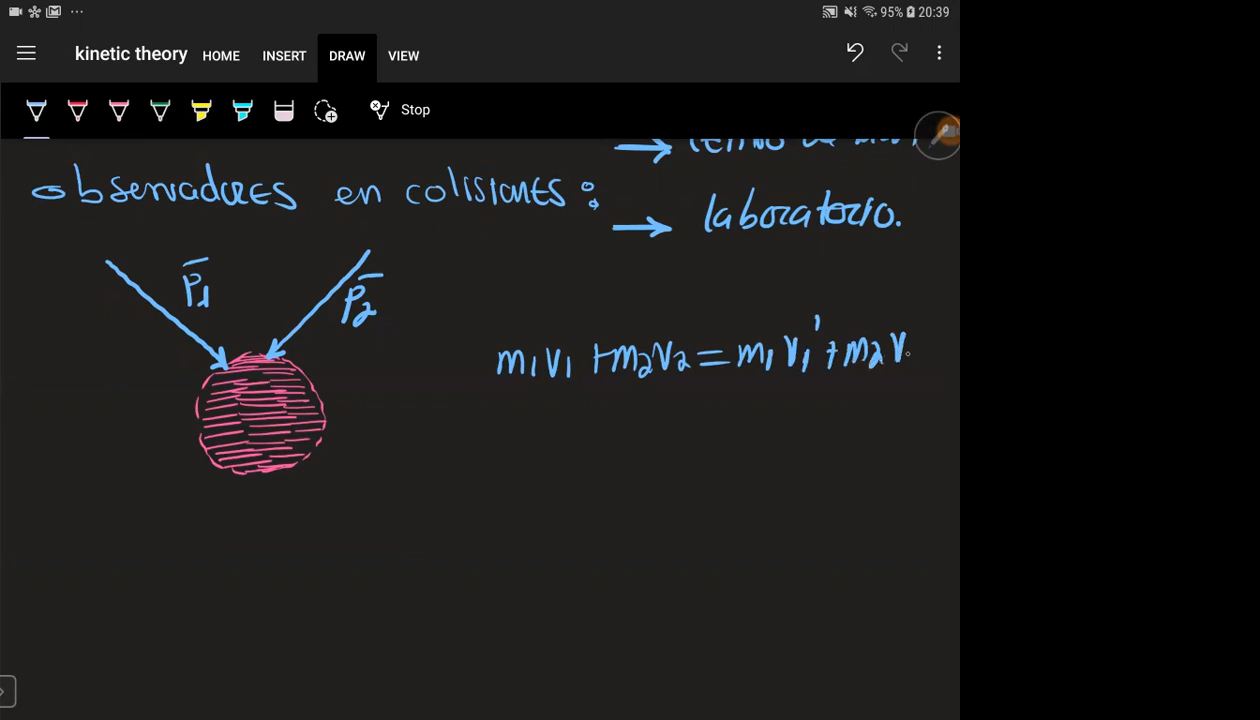 95% 20:39
kinetic theory HOME INSERT DRAW VIEW
Stop
observadores en colisiones:
→ laboratorio.
p̄1
p̄2
m1v1 + m2v2 = m1v1' + m2v